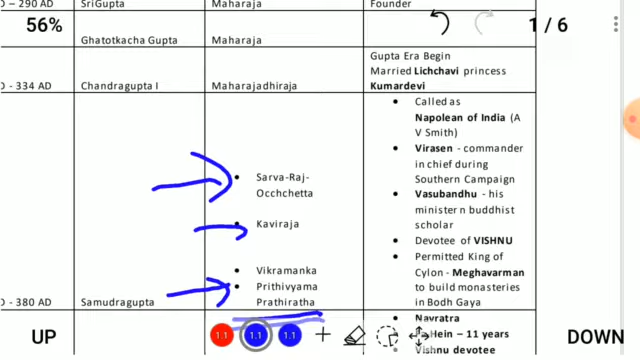 – 290 AD SriGupta Maharaja Founder
56% 1 / 6
Ghatotkacha Gupta Maharaja
Gupta Era Begin
Married Lichchavi princess
D - 334 AD Chandragupta I Maharajadhiraja Kumardevi
• Called as
Napolean of India (A
V Smith)
• Virasen - commander
in chief during
Southern Campaign
• Sarva-Raj-
Occhchetta
• Vasubandhu - his
minister n buddhist
scholar
• Kaviraja
• Devotee of VISHNU
• Permitted King of
Cylon - Meghavarman
to build monasteries
in Bodh Gaya
• Vikramanka
• Prithivyama
Prathiratha
D - 380 AD Samudragupta
• Navratra
Hein – 11 years
• Vishnu devotee
UP 1.1 1.1 1.1 DOWN